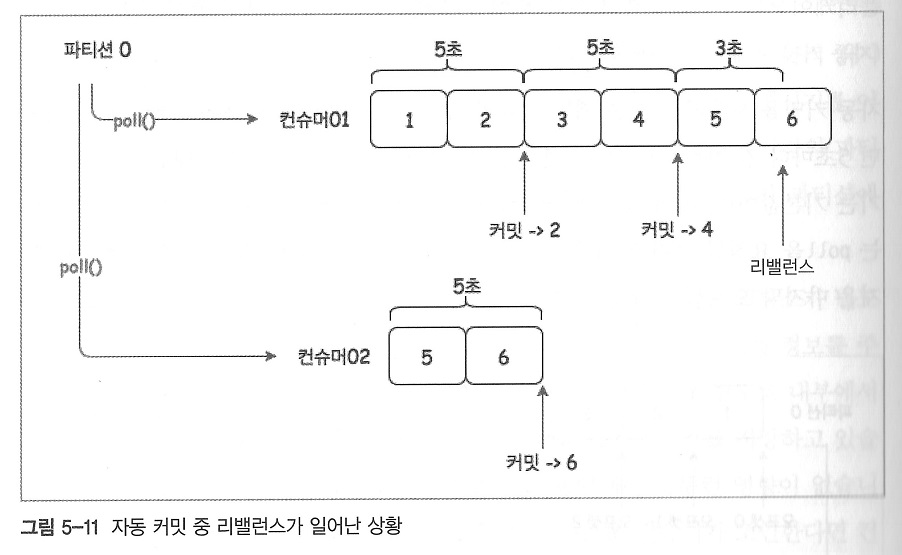 파티션 0
5초
5초
3초
poll()
컨슈머01
1
2
3
4
5
6
커밋 -> 2
커밋 -> 4
리밸런스
poll()
5초
컨슈머02
5
6
커밋 -> 6
그림 5-11 자동 커밋 중 리밸런스가 일어난 상황